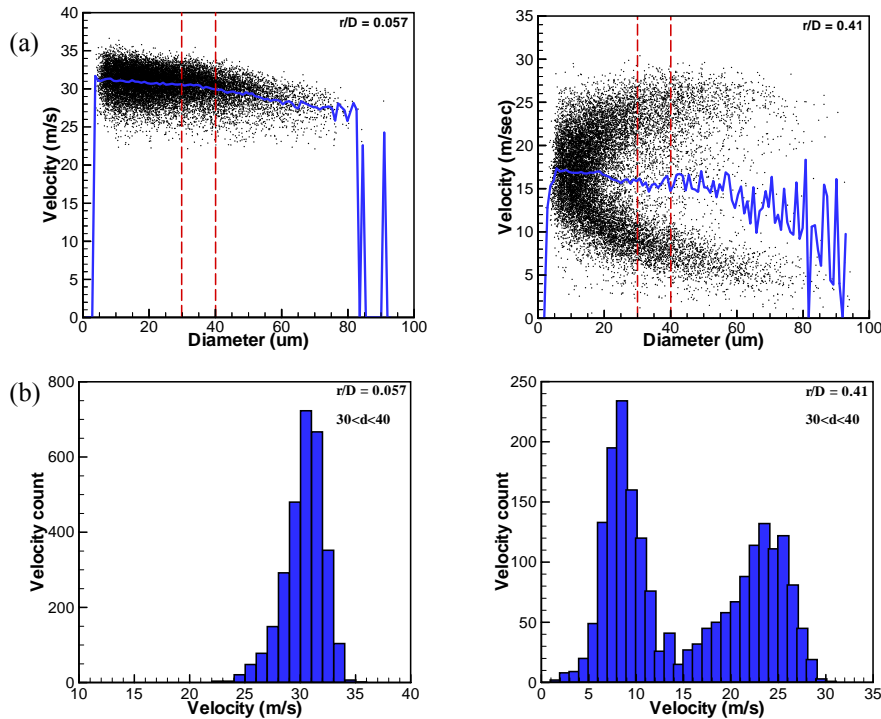 (a)
r/D = 0.057
Velocity (m/s)
40
35
30
25
20
15
10
5
0
0 20 40 60 80 100
Diameter (um)
r/D = 0.41
Velocity (m/sec)
35
30
25
20
15
10
5
0
0 20 40 60 80 100
Diameter (um)
(b)
r/D = 0.057
30<d<40
Velocity count
800
600
400
200
0
10 15 20 25 30 35 40
Velocity (m/s)
r/D = 0.41
30<d<40
Velocity count
250
200
150
100
50
0
0 5 10 15 20 25 30 35
Velocity (m/s)